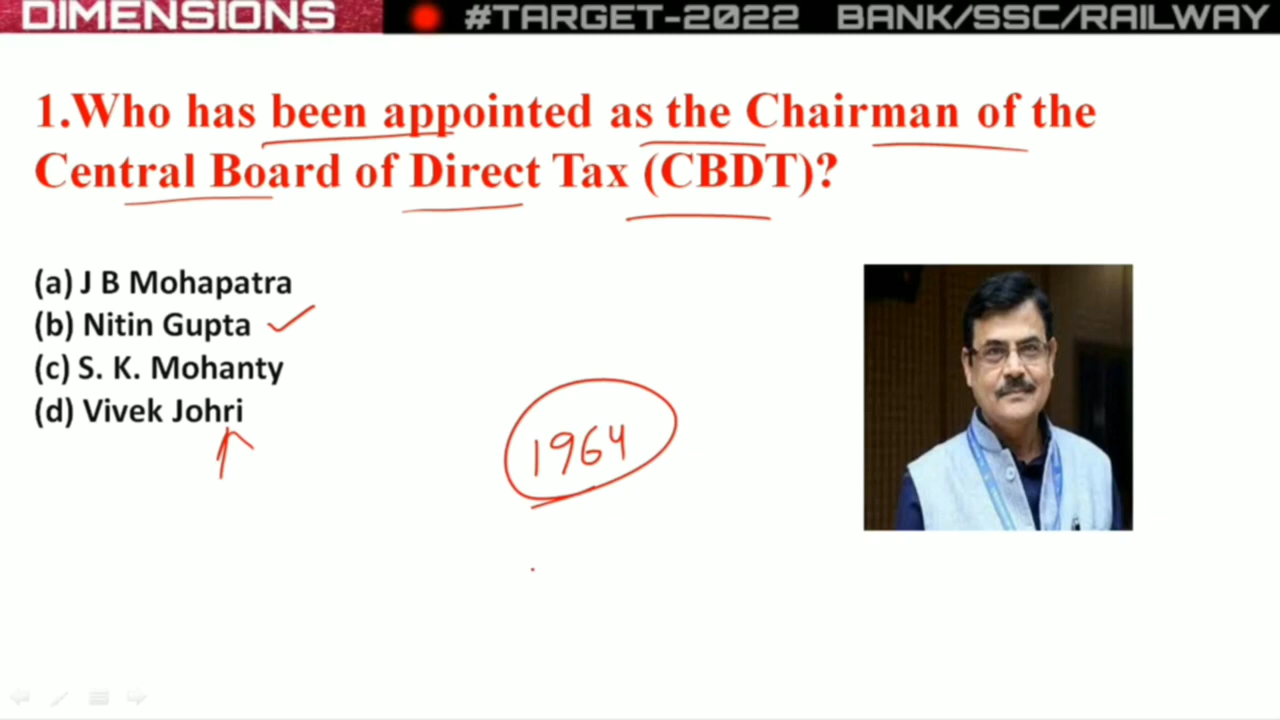 DIMENSIONS #TARGET-2022 BANK/SSC/RAILWAY
1.Who has been appointed as the Chairman of the
Central Board of Direct Tax (CBDT)?
(a) J B Mohapatra
(b) Nitin Gupta
(c) S. K. Mohanty
(d) Vivek Johri
1964